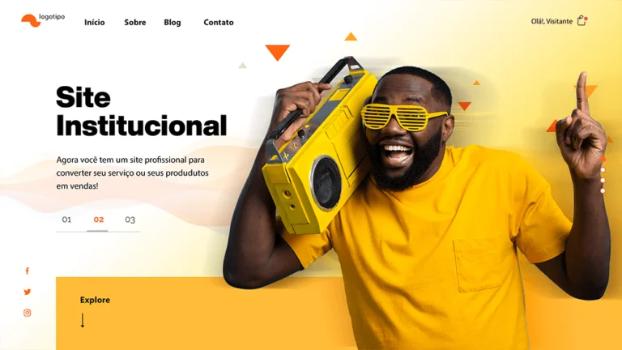 logotipo
Início Sobre Blog Contato
Olá!, Visitante
Site
Institucional
Agora você tem um site profissional para
converter seu serviço ou seus produdutos
em vendas!
01 02 03
Explore